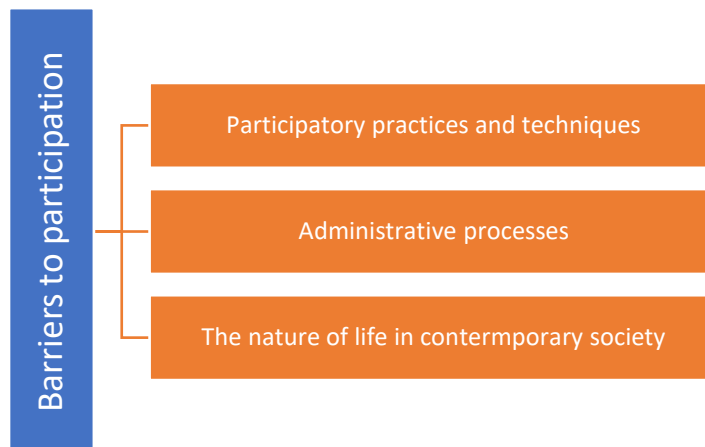 Barriers to participation
Participatory practices and techniques
Administrative processes
The nature of life in contermporary society